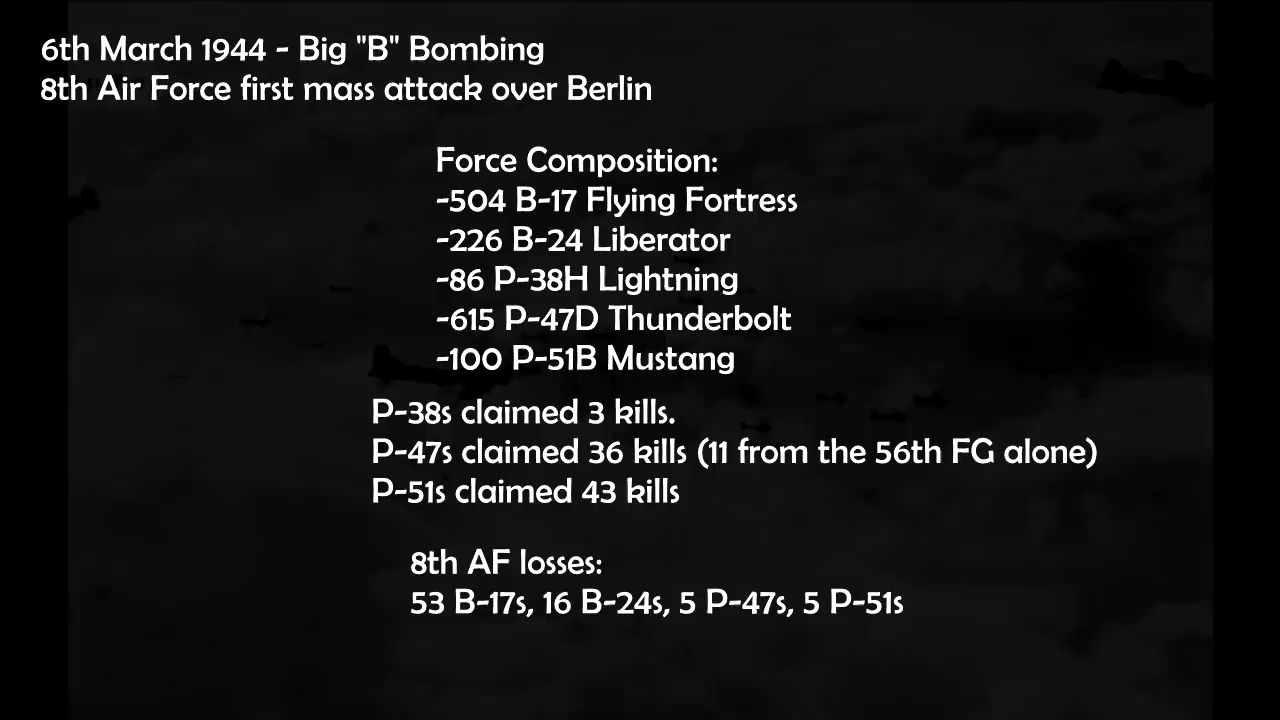 6th March 1944 - Big "B" Bombing
8th Air Force first mass attack over Berlin
Force Composition:
-504 B-17 Flying Fortress
-226 B-24 Liberator
-86 P-38H Lightning
-615 P-47D Thunderbolt
-100 P-51B Mustang
P-38s claimed 3 kills.
P-47s claimed 36 kills (11 from the 56th FG alone)
P-51s claimed 43 kills
8th AF losses:
53 B-17s, 16 B-24s, 5 P-47s, 5 P-51s